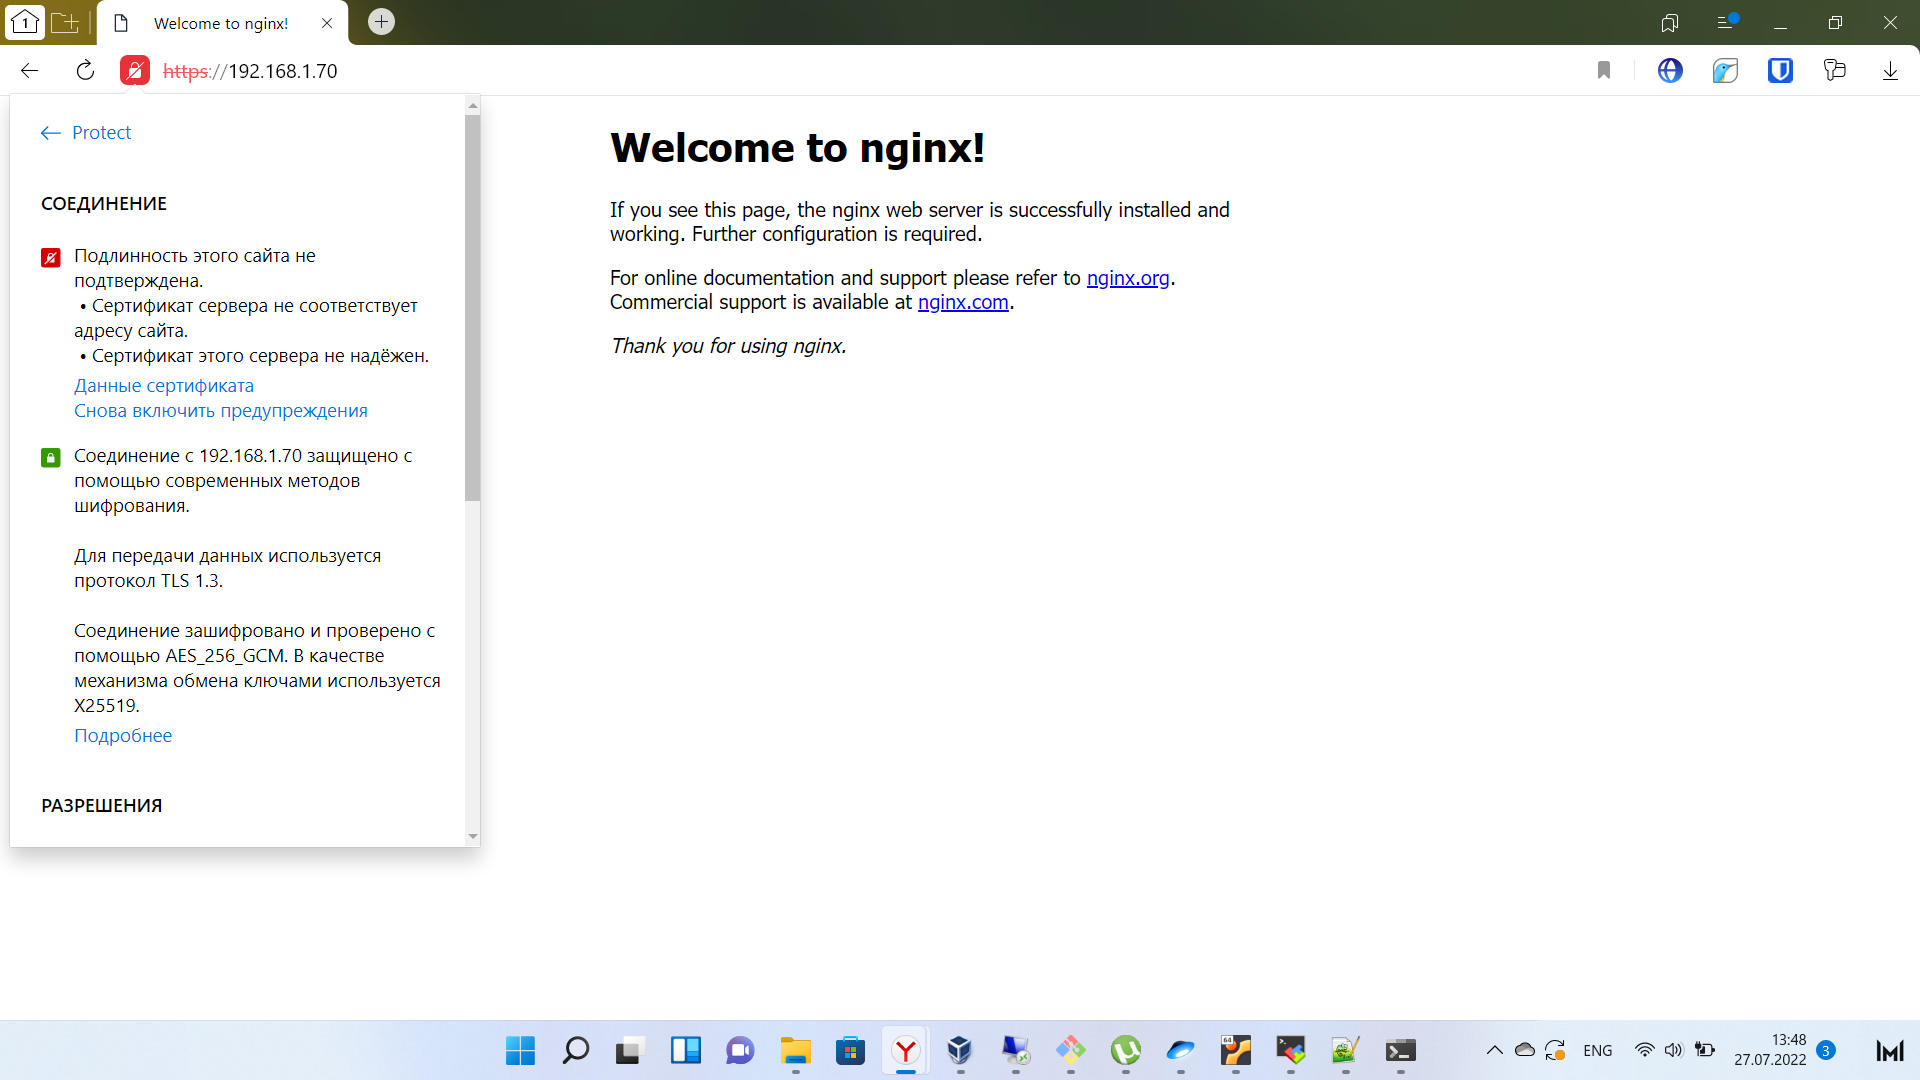 1
Welcome to nginx!
https://192.168.1.70
Protect
СОЕДИНЕНИЕ
Подлинность этого сайта не
подтверждена.
• Сертификат сервера не соответствует
адресу сайта.
• Сертификат этого сервера не надёжен.
Данные сертификата
Снова включить предупреждения
Соединение с 192.168.1.70 защищено с
помощью современных методов
шифрования.
Для передачи данных используется
протокол TLS 1.3.
Соединение зашифровано и проверено с
помощью AES_256_GCM. В качестве
механизма обмена ключами используется
X25519.
Подробнее
РАЗРЕШЕНИЯ
Welcome to nginx!
If you see this page, the nginx web server is successfully installed and
working. Further configuration is required.
For online documentation and support please refer to nginx.org.
Commercial support is available at nginx.com.
Thank you for using nginx.
64
ENG
13:48
27.07.2022
3